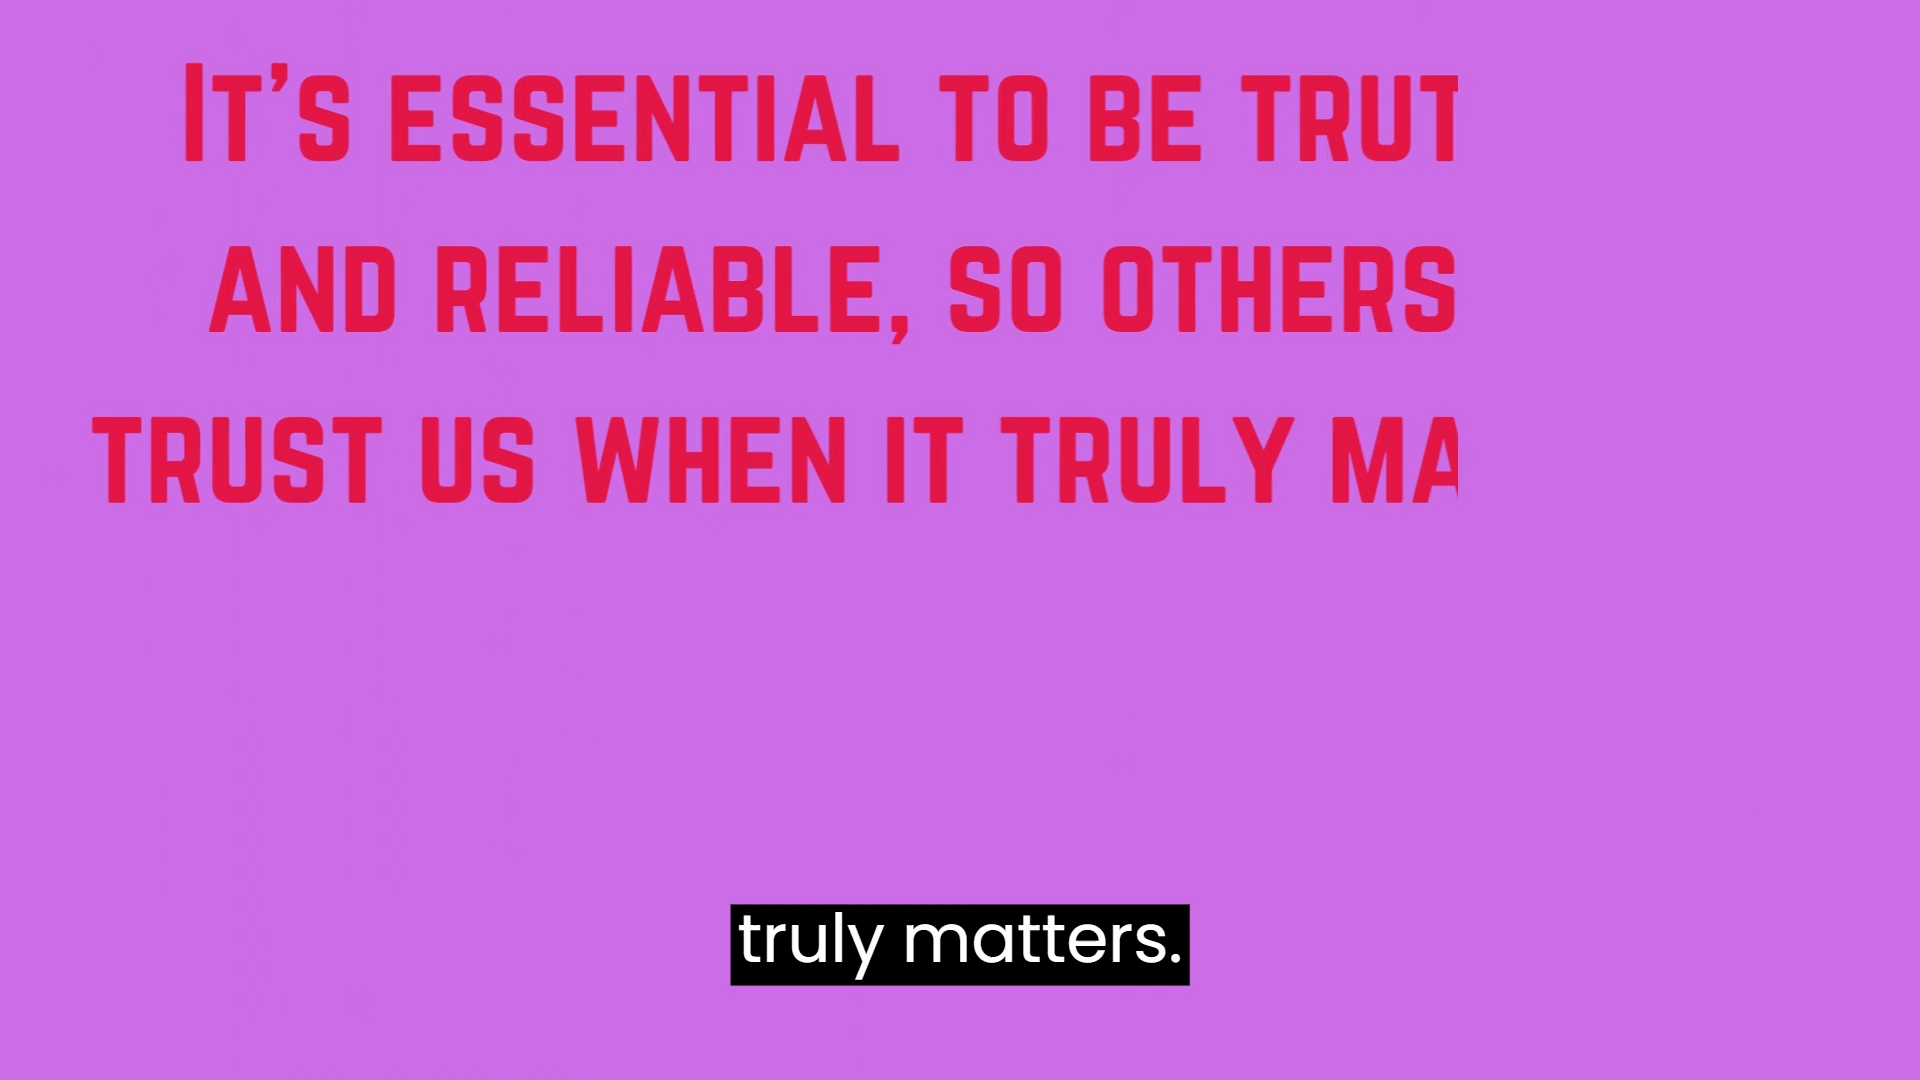 It's essential to be trut
and reliable, so others
trust us when it truly ma
truly matters.